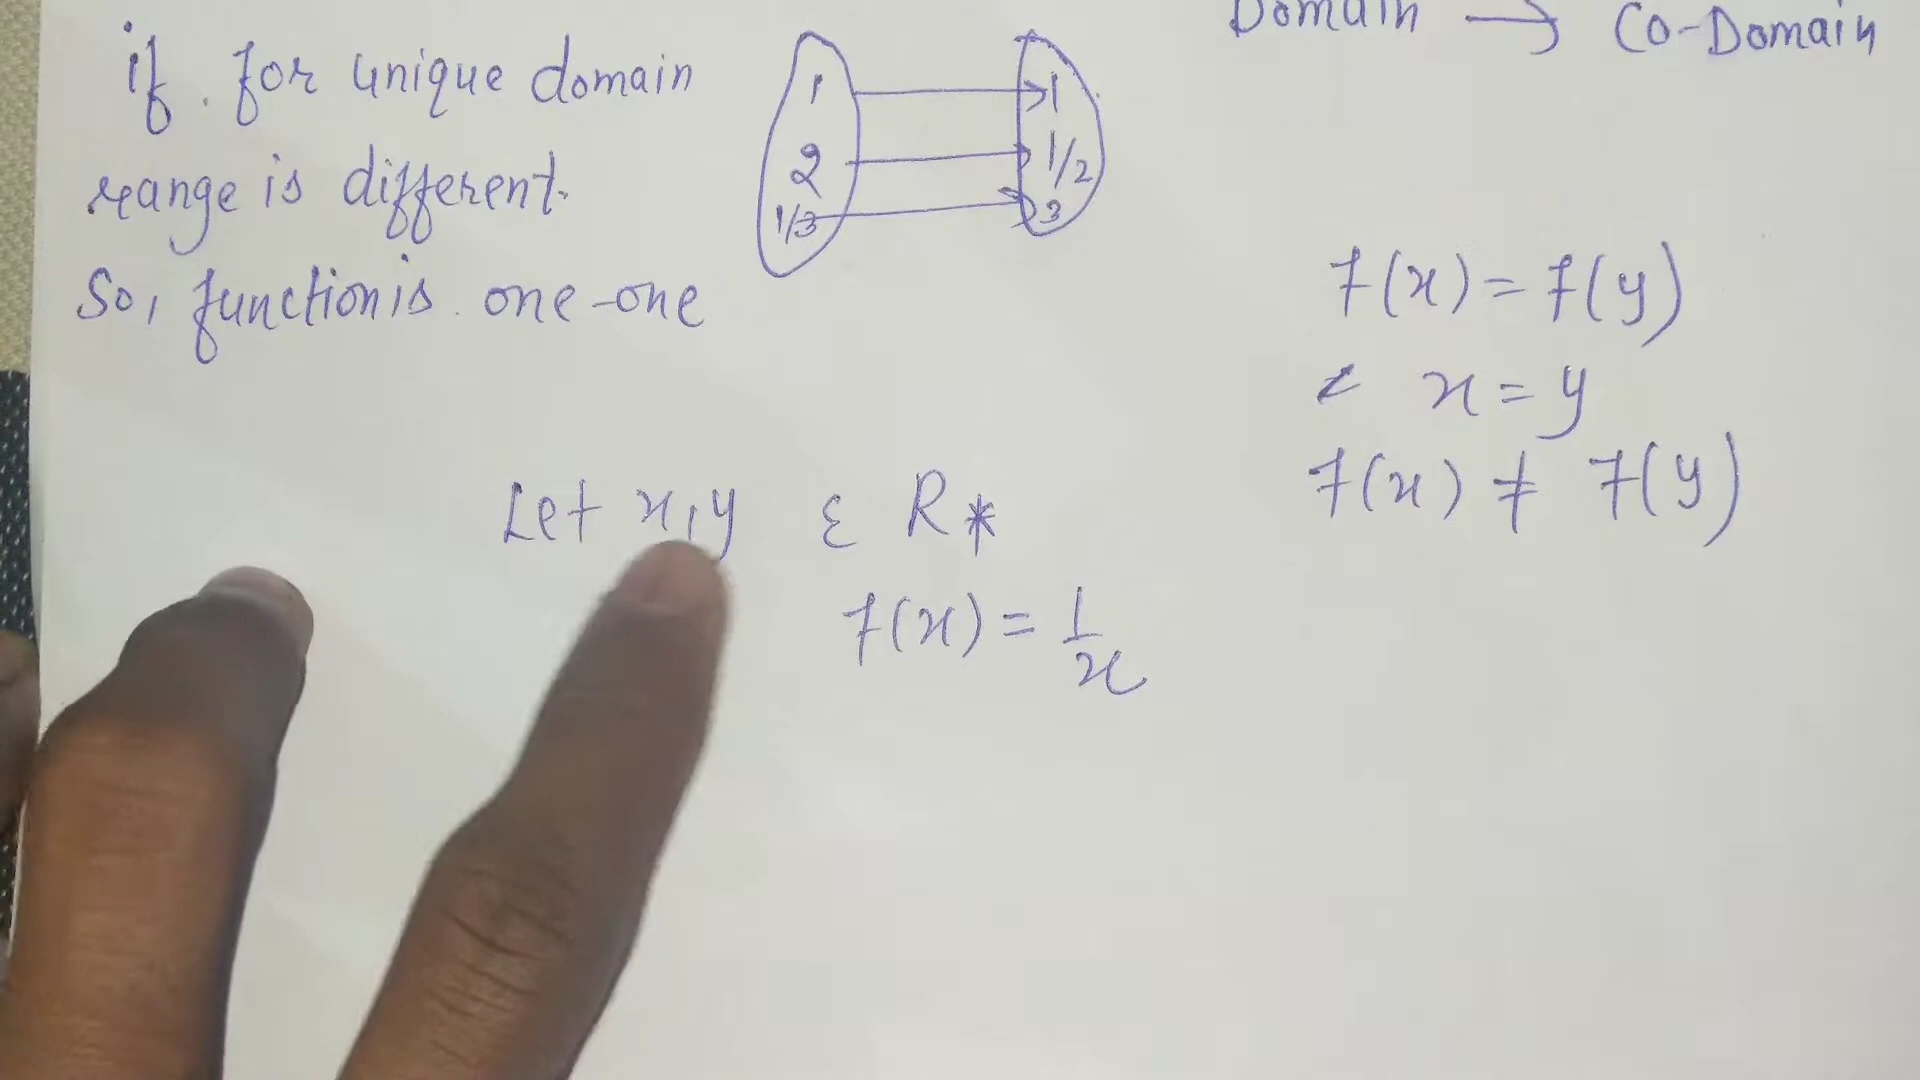 Domain → Co-Domain
if for unique domain
range is different.
So, function is one-one
1 → 1
2 → 1/2
1/3 → 3
f(x) = f(y)
x = y
f(x) ≠ f(y)
Let x, y ε R*
f(x) = 1/x